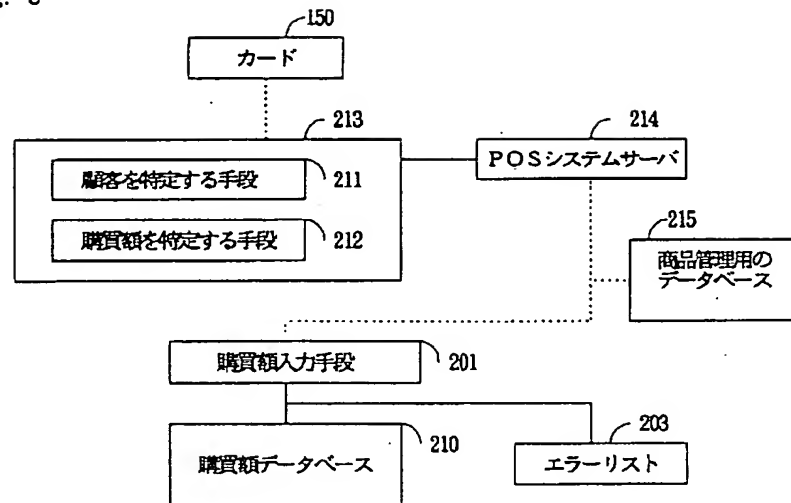 150
カード
213
214
顧客を特定する手段
211
POSシステムサーバ
購買額を特定する手段
212
215
商品管理用の
データベース
購買額入力手段
201
購買額データベース
210
203
エラーリスト